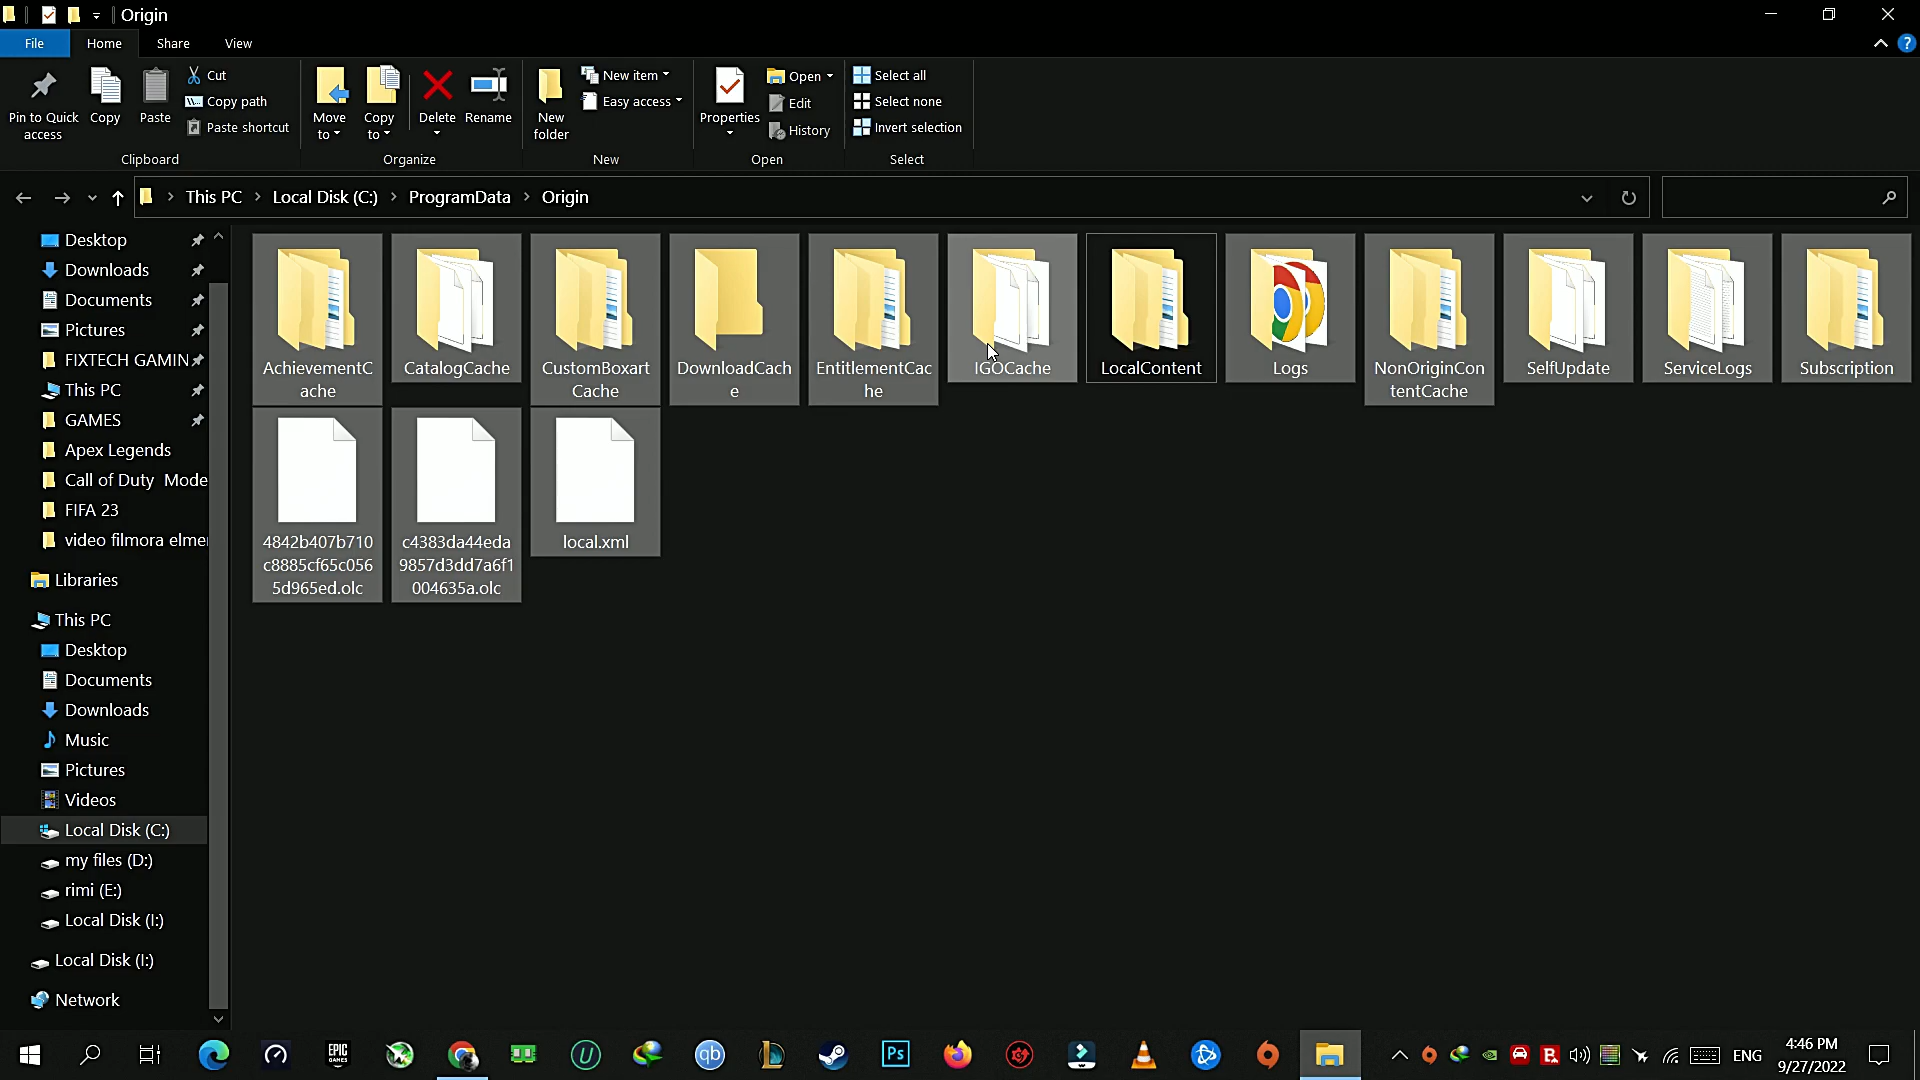 Origin
File
Home
Share
View
Pin to Quick
access
Copy
Paste
Cut
Copy path
Paste shortcut
Clipboard
Move
to
Copy
to
Delete
Rename
Organize
New
folder
New item
Easy access
New
Properties
Open
Edit
History
Open
Select all
Select none
Invert selection
Select
This PC > Local Disk (C:) > ProgramData > Origin
Desktop
Downloads
Documents
Pictures
FIXTECH GAMIN
This PC
GAMES
Apex Legends
Call of Duty Mode
FIFA 23
video filmora elmer
Libraries
This PC
Desktop
Documents
Downloads
Music
Pictures
Videos
Local Disk (C:)
my files (D:)
rimi (E:)
Local Disk (I:)
Local Disk (I:)
Network
AchievementC
ache
CatalogCache
CustomBoxart
Cache
DownloadCach
e
EntitlementCac
he
IGOCache
LocalContent
Logs
NonOriginCon
tentCache
SelfUpdate
ServiceLogs
Subscription
4842b407b710
c8885cf65c056
5d965ed.olc
c4383da44eda
9857d3dd7a6f1
004635a.olc
local.xml
EPIC
GAMES
U
qb
L
Ps
B.
ENG
4:46 PM
9/27/2022